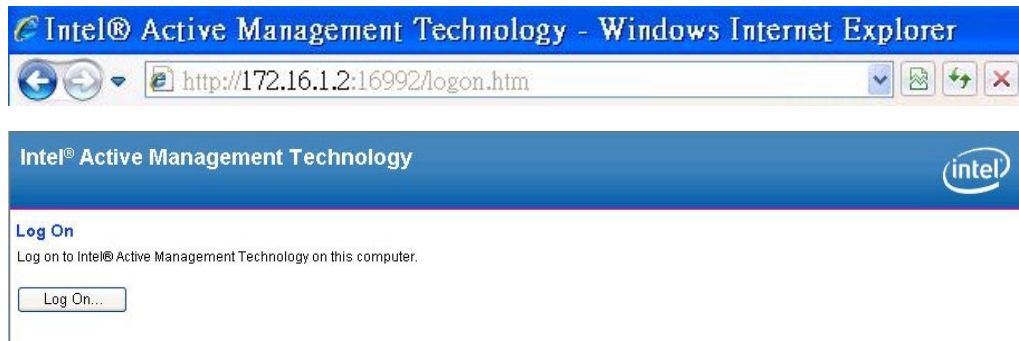 Intel® Active Management Technology - Windows Internet Explorer
http://172.16.1.2:16992/logon.htm
Intel® Active Management Technology
intel
Log On
Log on to Intel® Active Management Technology on this computer.
Log On...